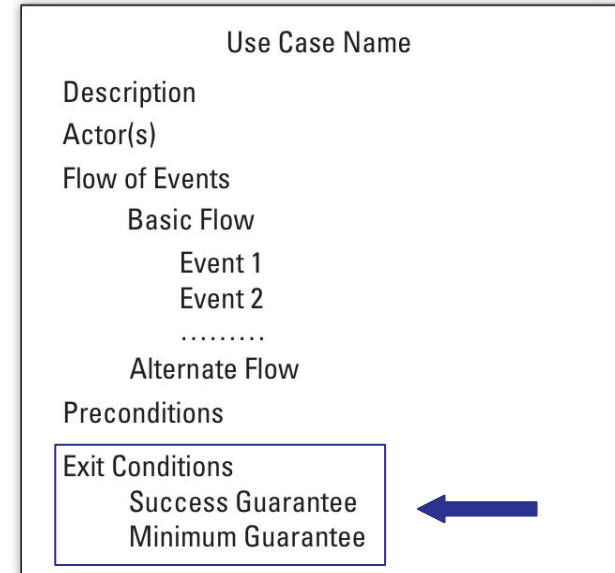 Use Case Name
Description
Actor(s)
Flow of Events
Basic Flow
Event 1
Event 2
.........
Alternate Flow
Preconditions
Exit Conditions
Success Guarantee
Minimum Guarantee